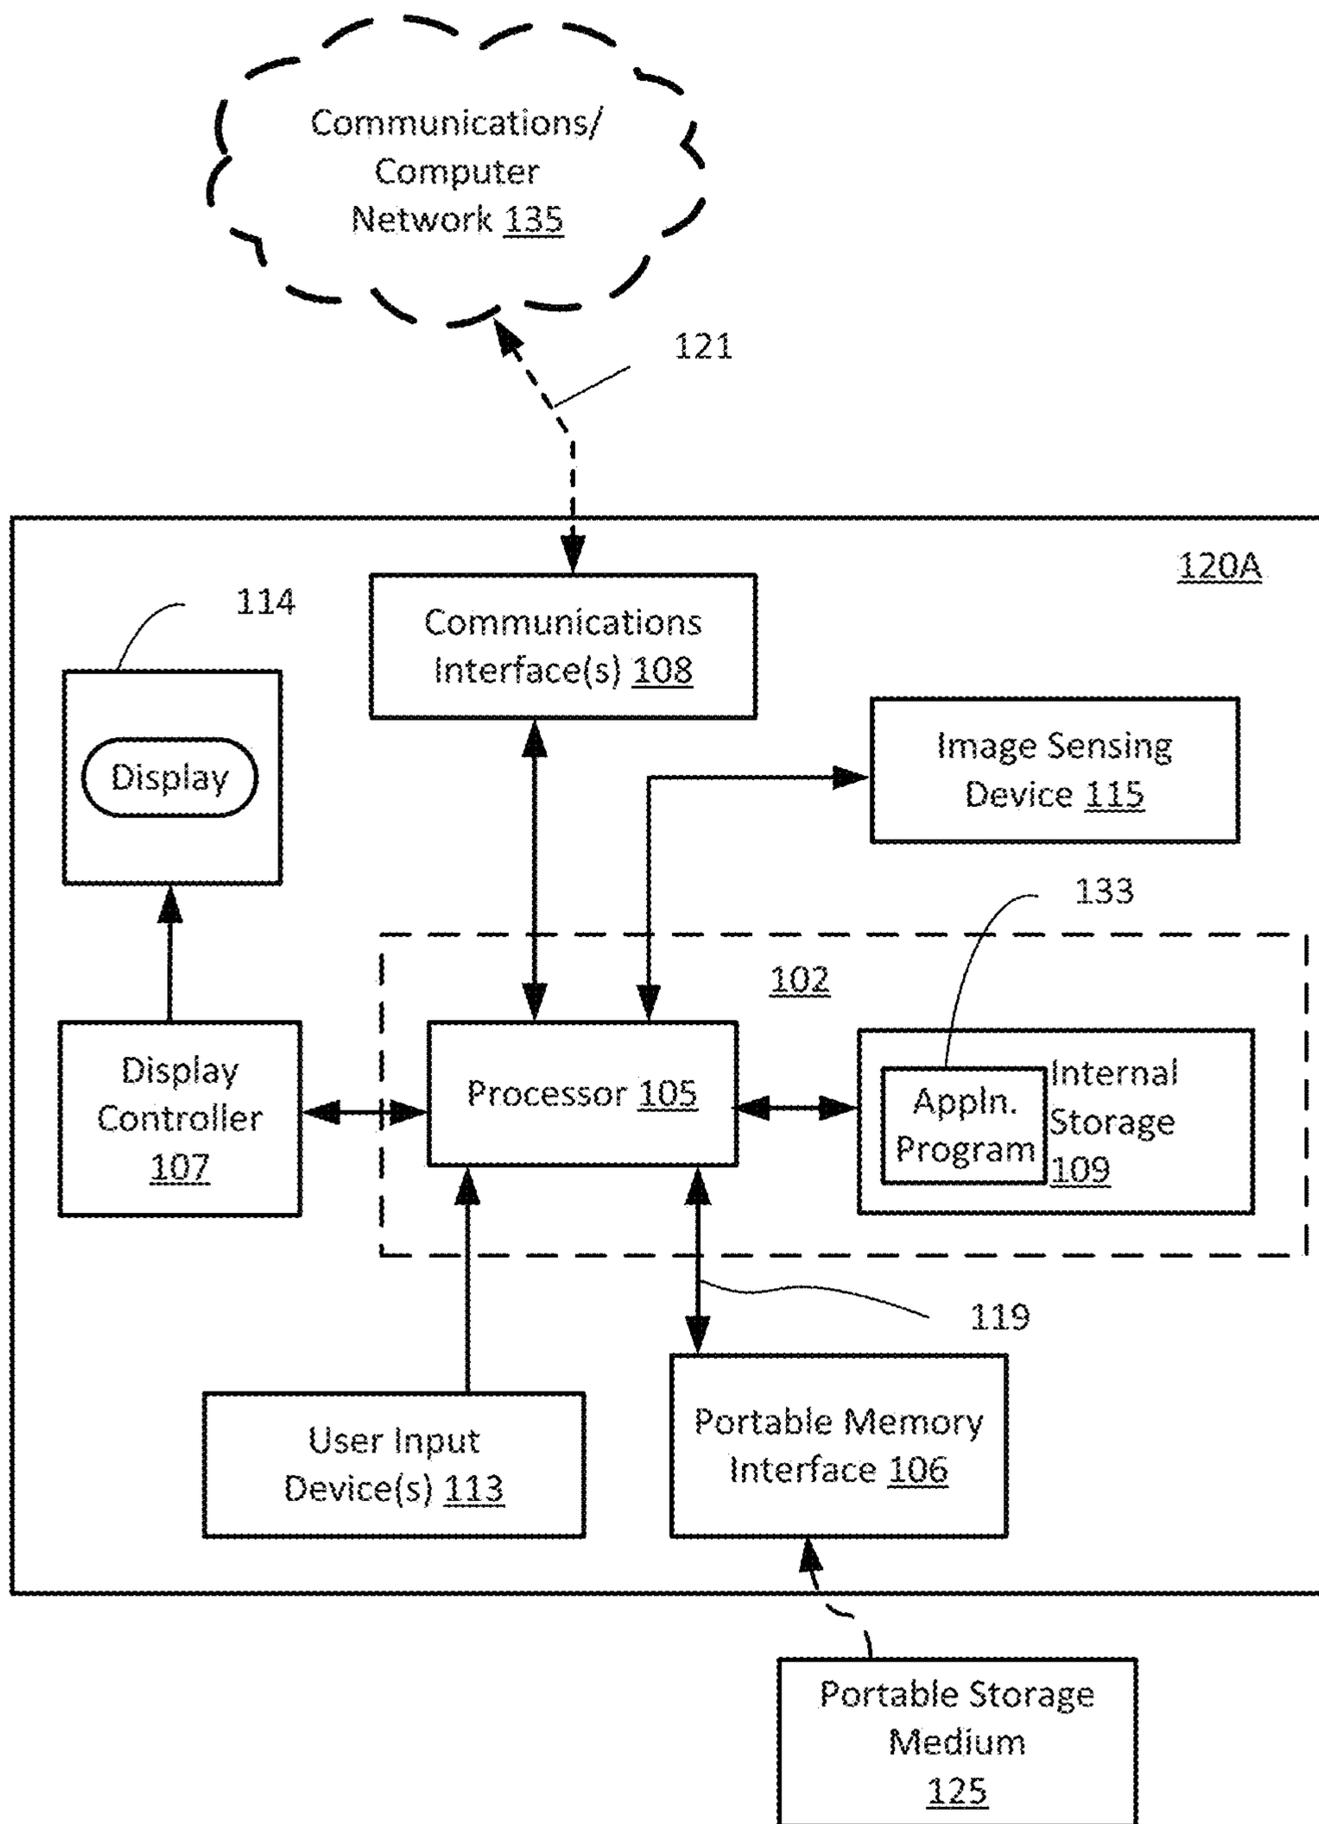 Communications/
Computer
Network 135
121
120A
114
Communications
Interface(s) 108
Display
Image Sensing
Device 115
133
102
Display
Controller
107
Processor 105
Appln.
Program
Internal
Storage
109
119
User Input
Device(s) 113
Portable Memory
Interface 106
Portable Storage
Medium
125